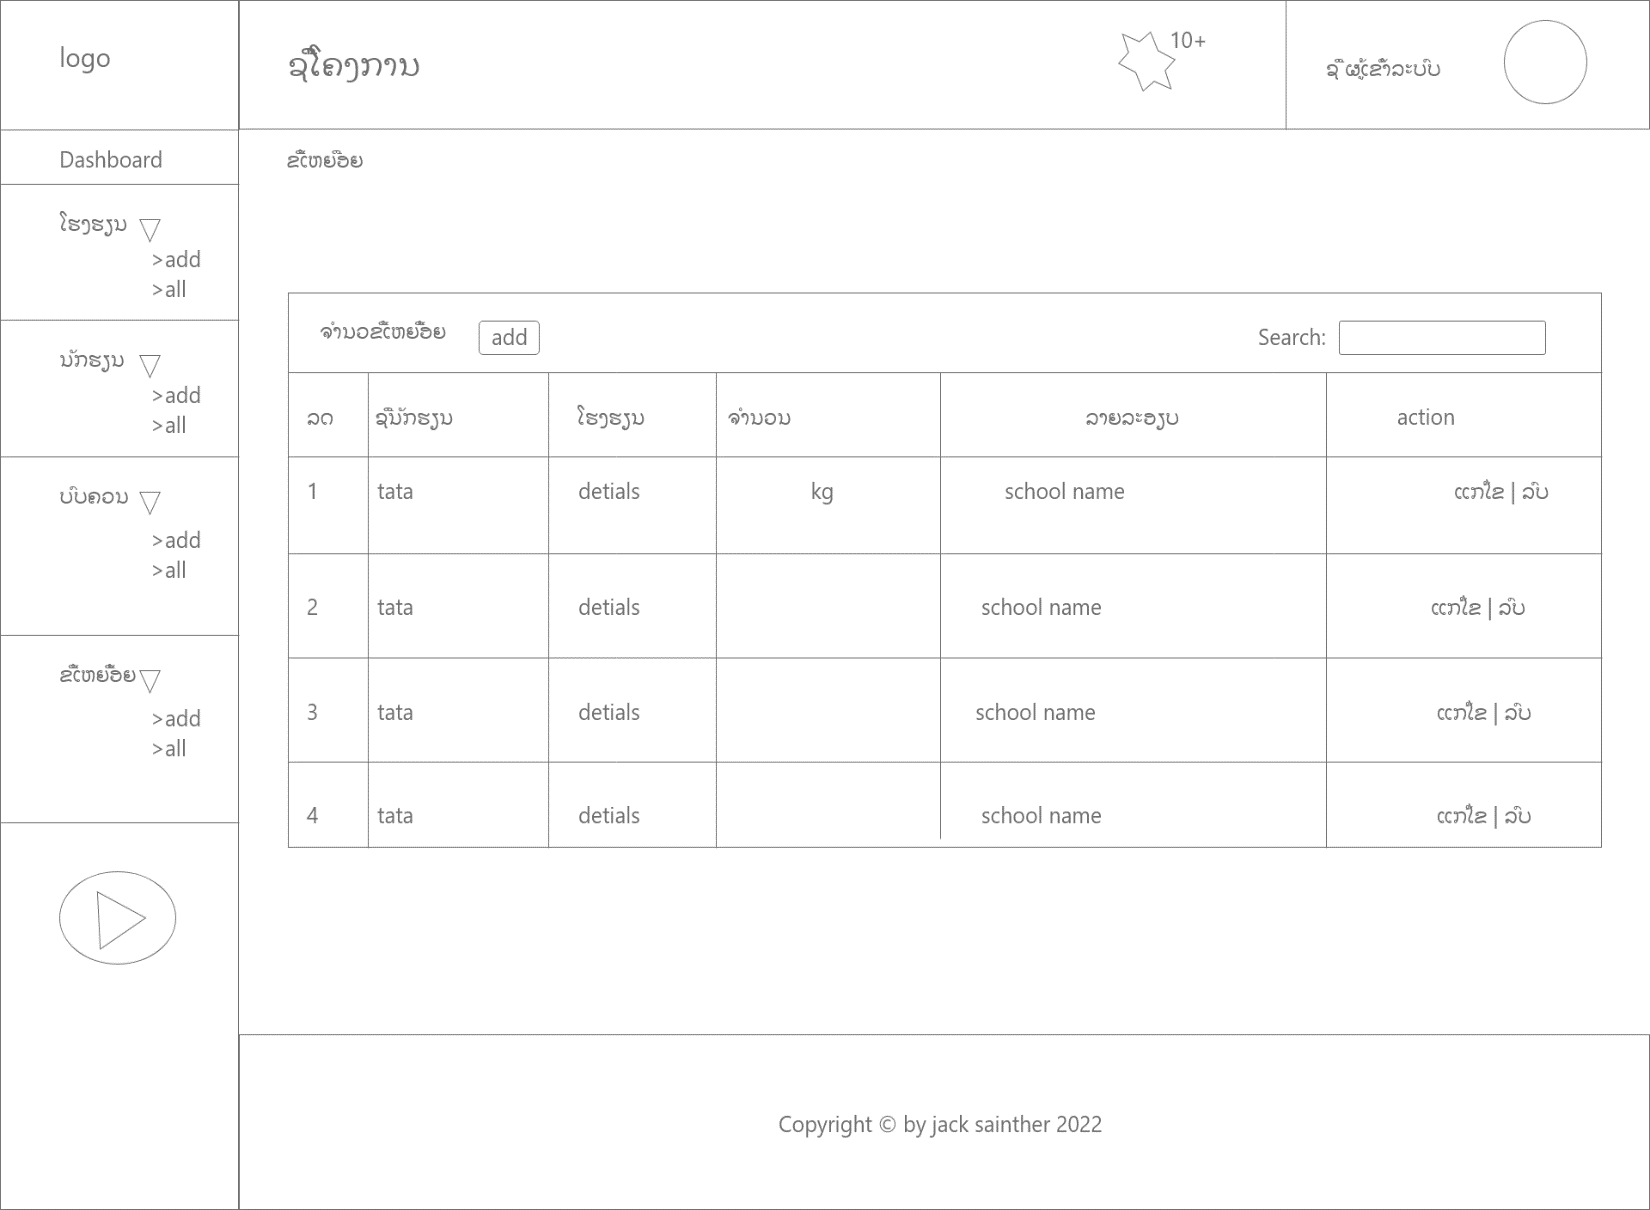 logo
ຊື່ໂຄງການ
10+
ຊື່ຜູ້ເຂົ້າລະບົບ
Dashboard
ຂີ້ເຫຍືອຍ
ໂຮງຮຽນ
>add
>all
ນັກຮຽນ
>add
>all
ບົບຄວນ
>add
>all
ຂີ້ເຫຍື້ອຍ
>add
>all
ຈຳນວຂີ້ເຫຍື້ອຍ add Search:
ລດ ຊື່ນັກຮຽນ ໂຮງຮຽນ ຈຳນວນ ລາຍລະອຽບ action
1 tata detials kg school name ແກໄຂ້ | ລົບ
2 tata detials school name ແກໄຂ້ | ລົບ
3 tata detials school name ແກໄຂ້ | ລົບ
4 tata detials school name ແກໄຂ້ | ລົບ
Copyright © by jack sainther 2022